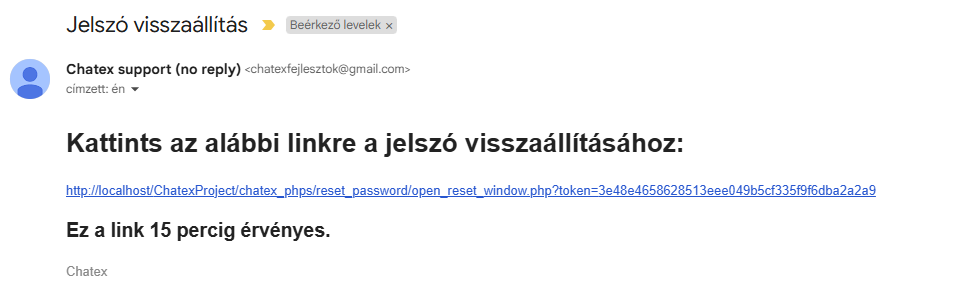 Jelszó visszaállítás
Beérkező levelek ×
Chatex support (no reply) <chatexfejlesztok@gmail.com>
címzett: én
Kattints az alábbi linkre a jelszó visszaállításához:
http://localhost/ChatexProject/chatex_phps/reset_password/open_reset_window.php?token=3e48e4658628513eee049b5cf335f9f6dba2a2a9
Ez a link 15 percig érvényes.
Chatex